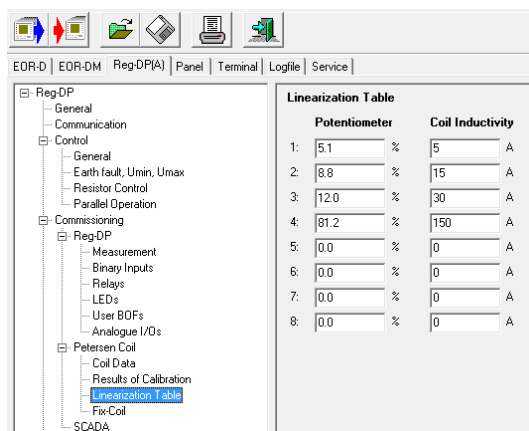 EOR-D EOR-DM Reg-DP(A) Panel Terminal Logfile Service
Reg-DP
General
Communication
Control
General
Earth fault, Umin, Umax
Resistor Control
Parallel Operation
Commissioning
Reg-DP
Measurement
Binary Inputs
Relays
LEDs
User BOFs
Analogue I/Os
Petersen Coil
Coil Data
Results of Calibration
Linearization Table
Fix-Coil
SCADA
Linearization Table
Potentiometer Coil Inductivity
1: 5.1 % 5 A
2: 8.8 % 15 A
3: 12.0 % 30 A
4: 81.2 % 150 A
5: 0.0 % 0 A
6: 0.0 % 0 A
7: 0.0 % 0 A
8: 0.0 % 0 A